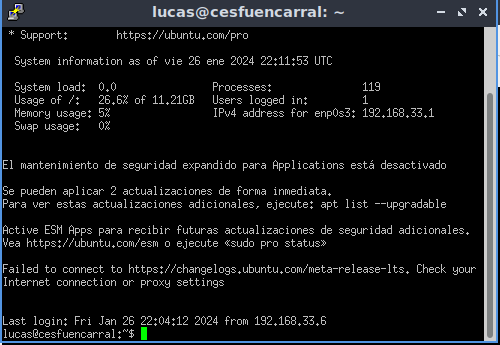 lucas@cesfuencarral: ~
* Support:        https://ubuntu.com/pro
System information as of vie 26 ene 2024 22:11:53 UTC
System load:  0.0                Processes:               119
Usage of /:   26.6% of 11.21GB   Users logged in:         1
Memory usage: 5%                 IPv4 address for enp0s3: 192.168.33.1
Swap usage:   0%
El mantenimiento de seguridad expandido para Applications está desactivado
Se pueden aplicar 2 actualizaciones de forma inmediata.
Para ver estas actualizaciones adicionales, ejecute: apt list --upgradable
Active ESM Apps para recibir futuras actualizaciones de seguridad adicionales.
Vea https://ubuntu.com/esm o ejecute «sudo pro status»
Failed to connect to https://changelogs.ubuntu.com/meta-release-lts. Check your
Internet connection or proxy settings
Last login: Fri Jan 26 22:04:12 2024 from 192.168.33.6
lucas@cesfuencarral:~$